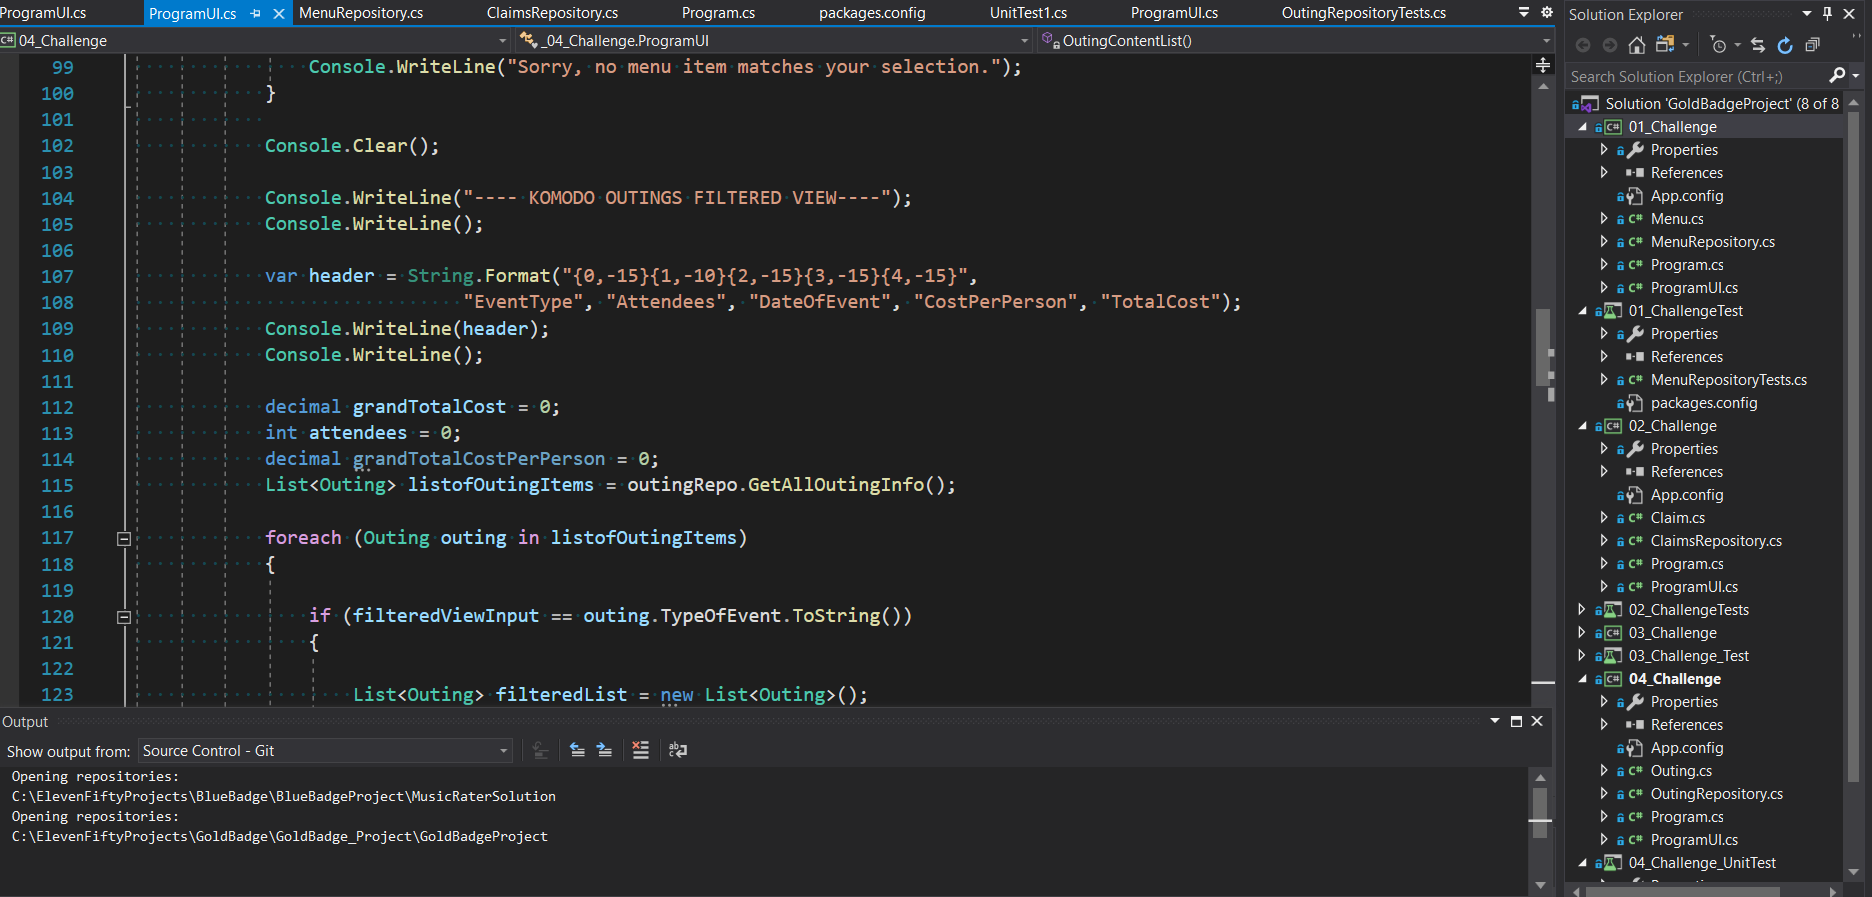 ProgramUI.cs ProgramUI.cs MenuRepository.cs ClaimsRepository.cs Program.cs packages.config UnitTest1.cs ProgramUI.cs OutingRepositoryTests.cs
04_Challenge _04_Challenge.ProgramUI OutingContentList()
99 Console.WriteLine("Sorry, no menu item matches your selection.");
100 }
101
102 Console.Clear();
103
104 Console.WriteLine("---- KOMODO OUTINGS FILTERED VIEW----");
105 Console.WriteLine();
106
107 var header = String.Format("{0,-15}{1,-10}{2,-15}{3,-15}{4,-15}",
108 "EventType", "Attendees", "DateOfEvent", "CostPerPerson", "TotalCost");
109 Console.WriteLine(header);
110 Console.WriteLine();
111
112 decimal grandTotalCost = 0;
113 int attendees = 0;
114 decimal grandTotalCostPerPerson = 0;
115 List<Outing> listofOutingItems = outingRepo.GetAllOutingInfo();
116
117 foreach (Outing outing in listofOutingItems)
118 {
119
120 if (filteredViewInput == outing.TypeOfEvent.ToString())
121 {
122
123 List<Outing> filteredList = new List<Outing>();
Output
Show output from: Source Control - Git
Opening repositories:
C:\ElevenFiftyProjects\BlueBadge\BlueBadgeProject\MusicRaterSolution
Opening repositories:
C:\ElevenFiftyProjects\GoldBadge\GoldBadge_Project\GoldBadgeProject
Solution Explorer
Search Solution Explorer (Ctrl+;)
Solution 'GoldBadgeProject' (8 of 8
C# 01_Challenge
Properties
References
App.config
C# Menu.cs
C# MenuRepository.cs
C# Program.cs
C# ProgramUI.cs
01_ChallengeTest
Properties
References
C# MenuRepositoryTests.cs
packages.config
C# 02_Challenge
Properties
References
App.config
C# Claim.cs
C# ClaimsRepository.cs
C# Program.cs
C# ProgramUI.cs
02_ChallengeTests
C# 03_Challenge
03_Challenge_Test
C# 04_Challenge
Properties
References
App.config
C# Outing.cs
C# OutingRepository.cs
C# Program.cs
C# ProgramUI.cs
04_Challenge_UnitTest